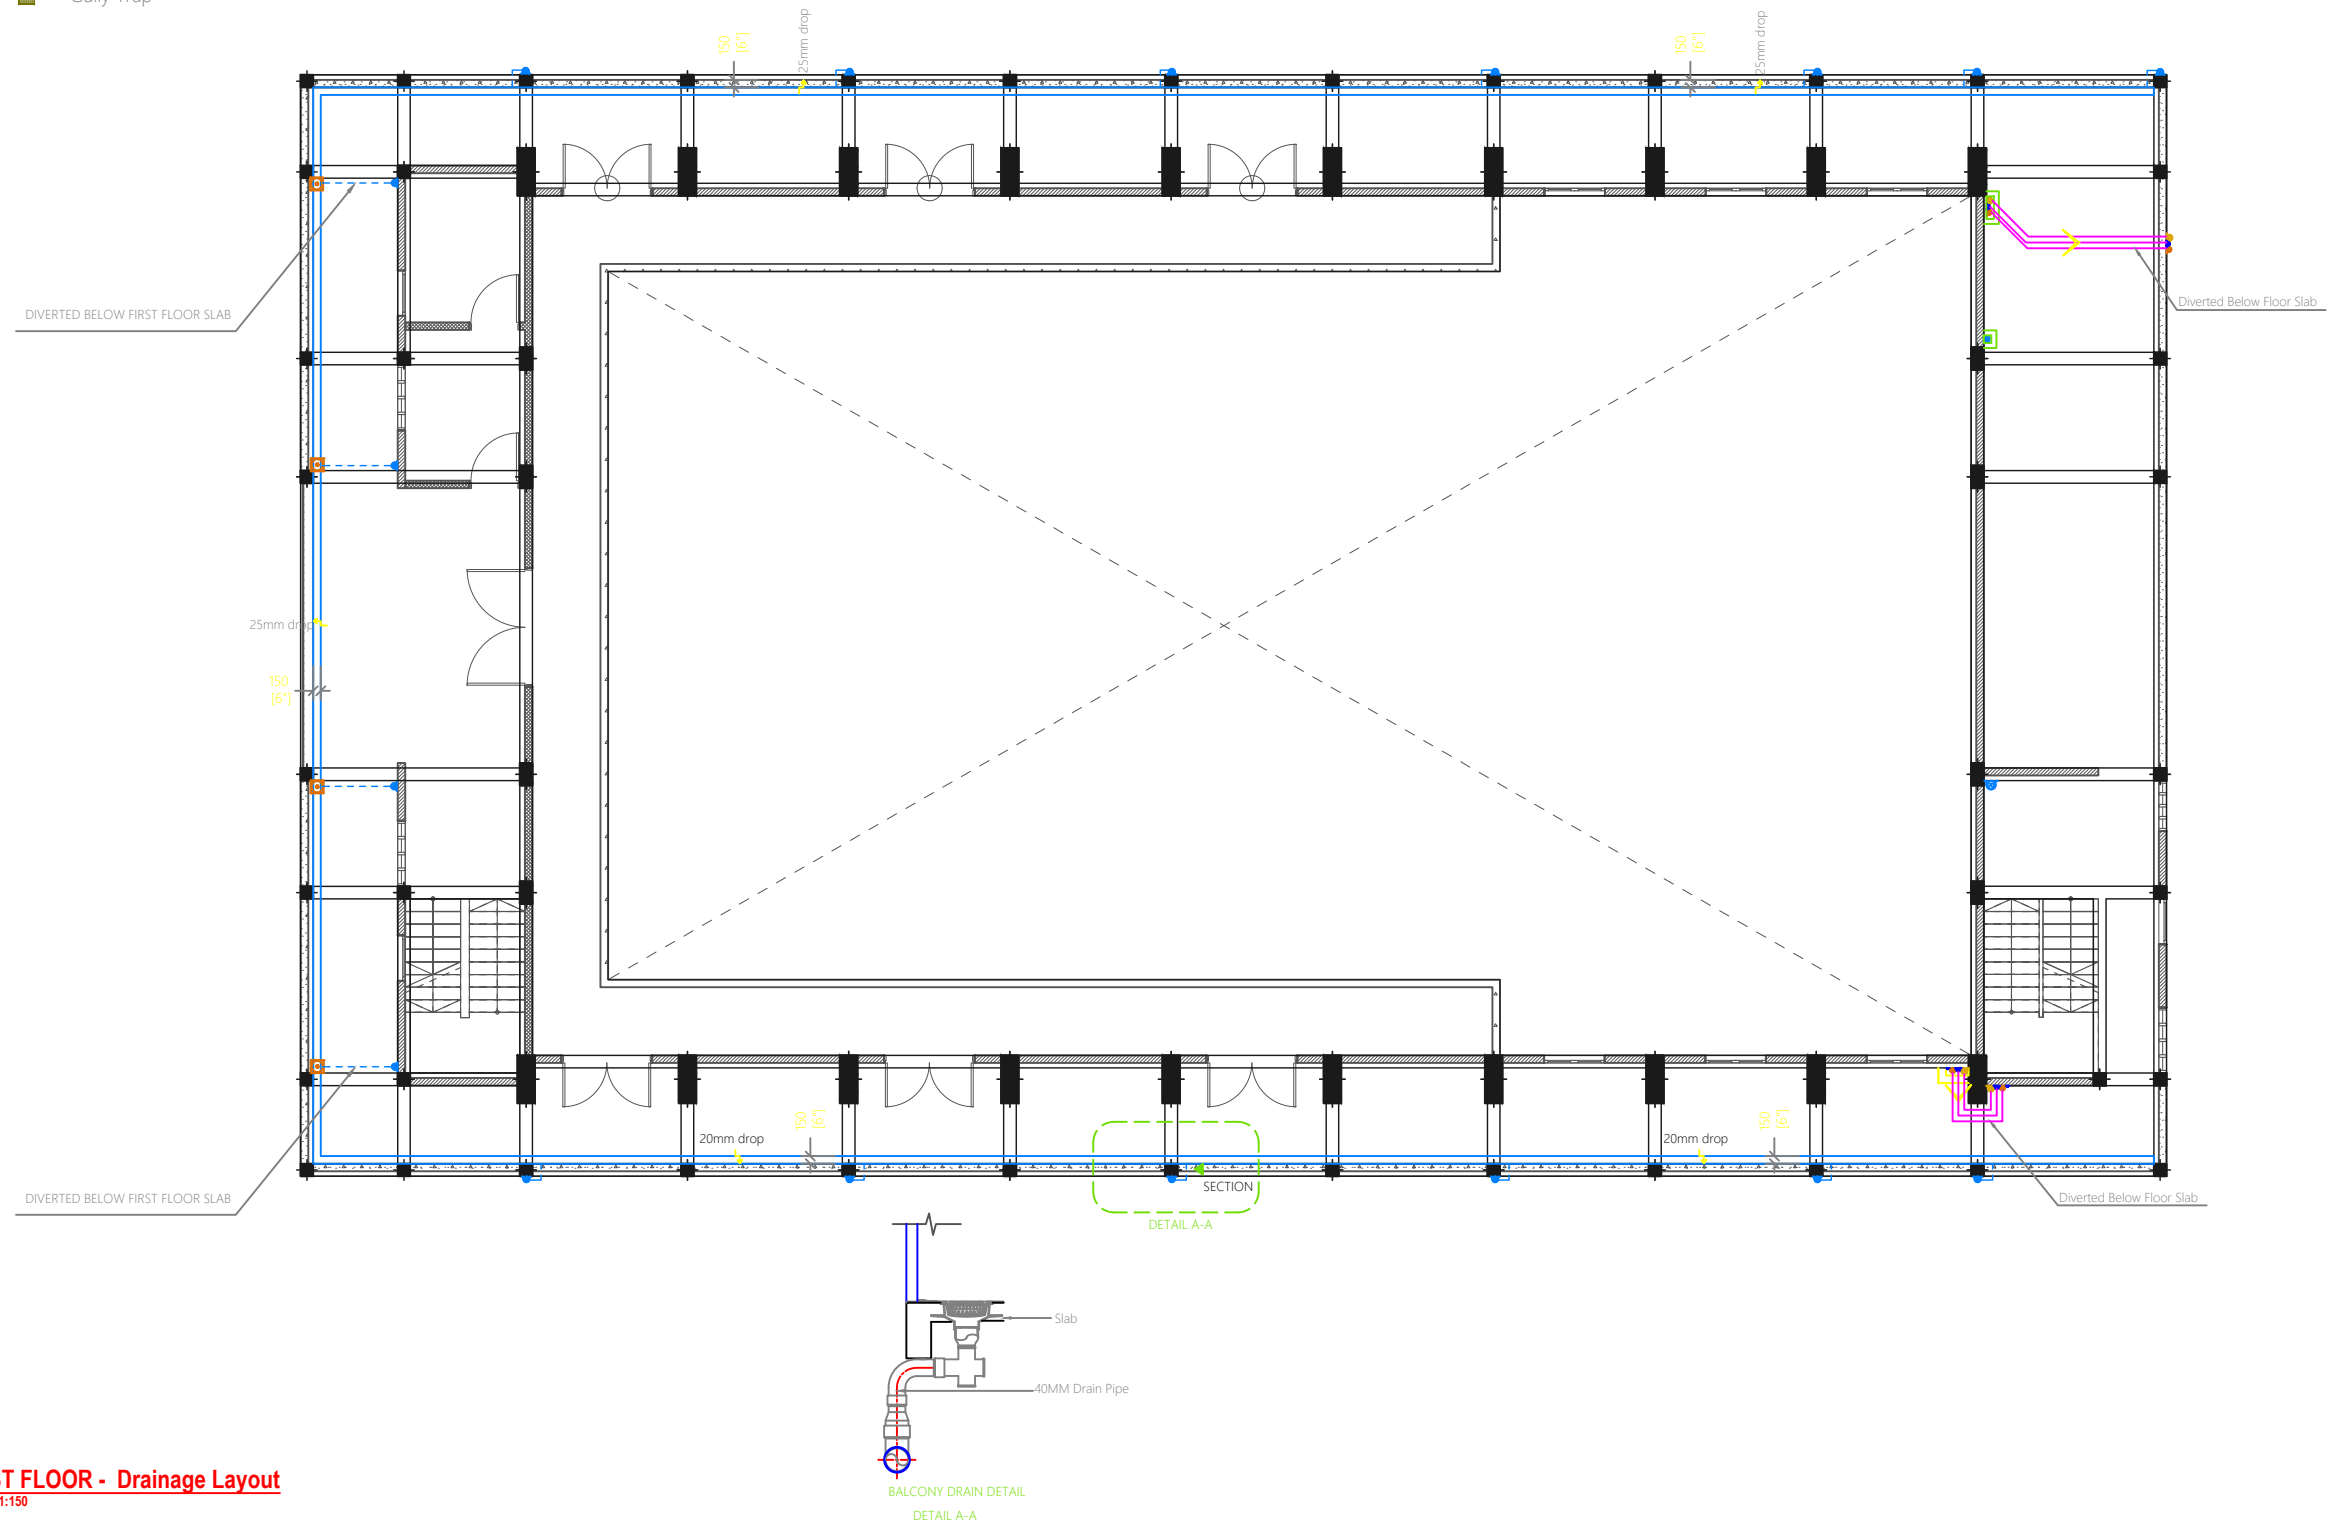 Gully Trap
150
[6"]
25mm drop
150
[6"]
25mm drop
DIVERTED BELOW FIRST FLOOR SLAB
Diverted Below Floor Slab
25mm drop
150
[6"]
20mm drop
150
[6"]
20mm drop
150
[6"]
SECTION
DETAIL A-A
DIVERTED BELOW FIRST FLOOR SLAB
Diverted Below Floor Slab
Slab
40MM Drain Pipe
BALCONY DRAIN DETAIL
DETAIL A-A
T FLOOR - Drainage Layout
1:150